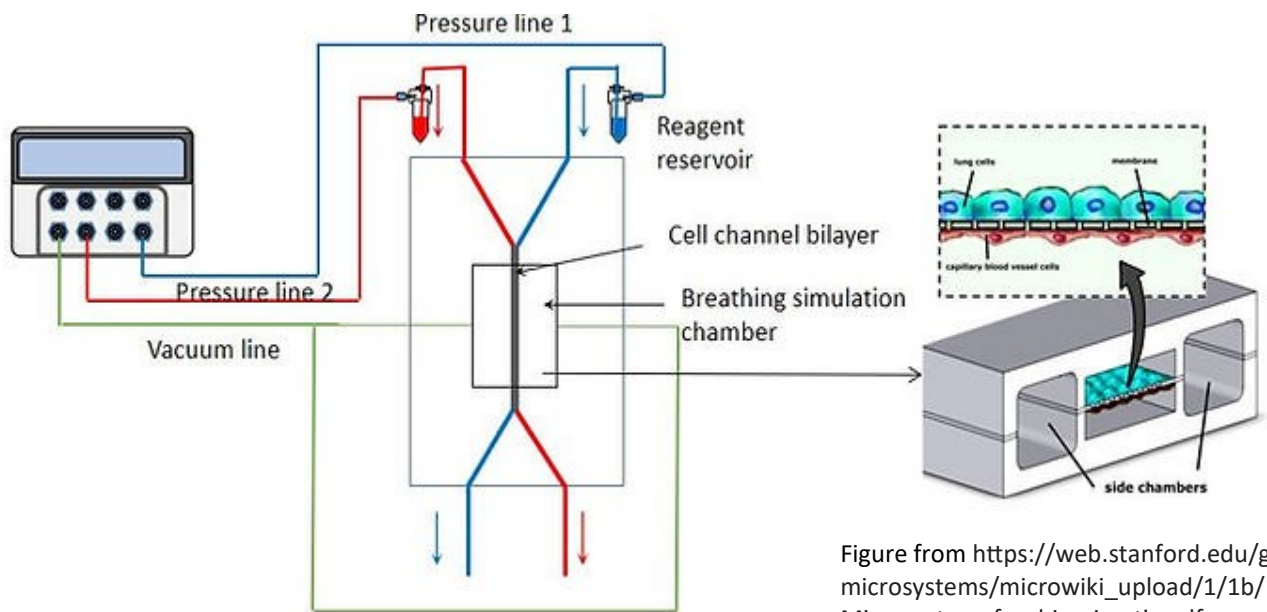 Pressure line 1
Reagent
reservoir
lung cells
membrane
Cell channel bilayer
capillary blood vessel cells
Pressure line 2
Breathing simulation
chamber
Vacuum line
side chambers
Figure from https://web.stanford.edu/g
microsystems/microwiki_upload/1/1b/